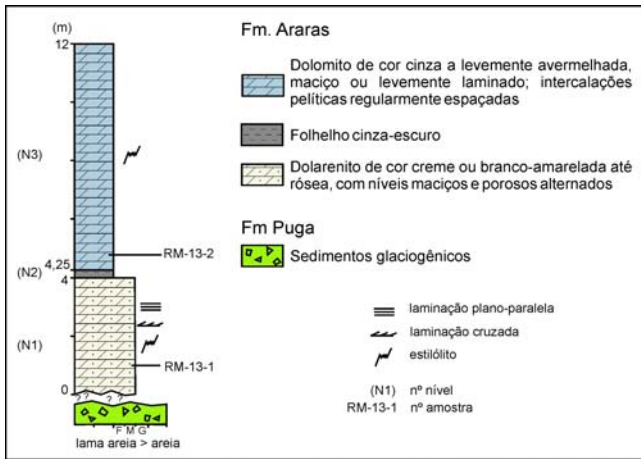 (m)
12
(N3)
RM-13-2
4,25
(N2)
4
(N1)
RM-13-1
0
? ? ? ?
F M G
lama areia > areia
Fm. Araras
Dolomito de cor cinza a levemente avermelhada,
maciço ou levemente laminado; intercalações
pelíticas regularmente espaçadas
Folhelho cinza-escuro
Dolarenito de cor creme ou branco-amarelada até
rósea, com níveis maciços e porosos alternados
Fm Puga
Sedimentos glaciogênicos
laminação plano-paralela
laminação cruzada
estilólito
(N1) nº nível
RM-13-1 nº amostra